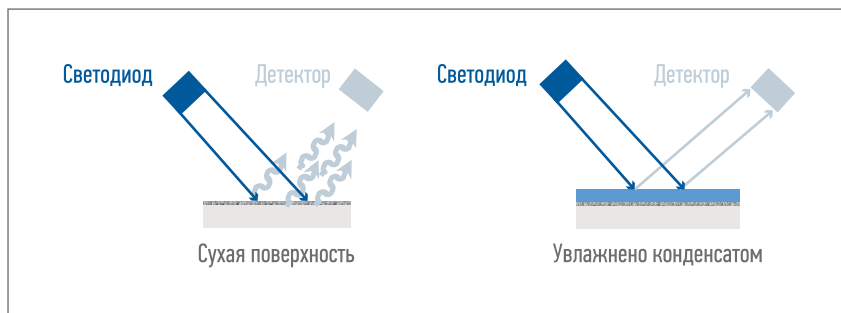 Светодиод
Детектор
Сухая поверхность
Светодиод
Детектор
Увлажнено конденсатом